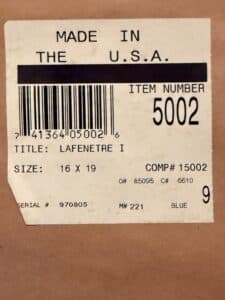 MADE IN
THE U.S.A.
ITEM NUMBER
5002
7 41364 05002 6
TITLE: LAFENETRE I
SIZE: 16 X 19 COMP# 15002
O# 85095 C# 6610
9
SERIAL # 970805 M# 221 BLUE